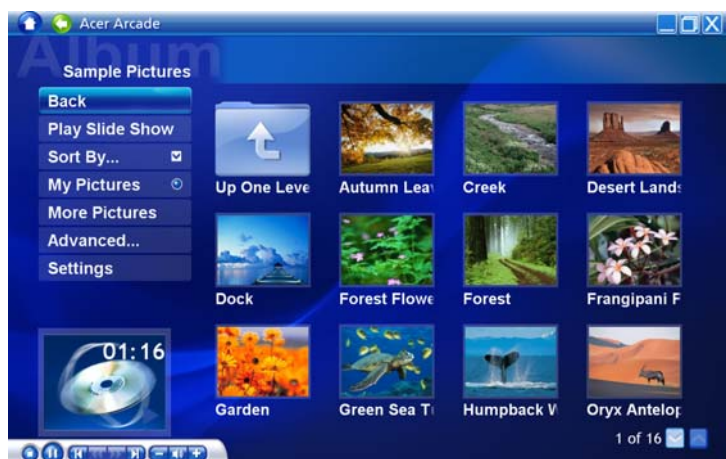 Acer Arcade
Album
Sample Pictures
Back
Play Slide Show
Sort By...
My Pictures
More Pictures
Advanced...
Settings
Up One Leve
Autumn Leav
Creek
Desert Lands
Dock
Forest Flowe
Forest
Frangipani F
01:16
Garden
Green Sea T
Humpback W
Oryx Antelop
1 of 16